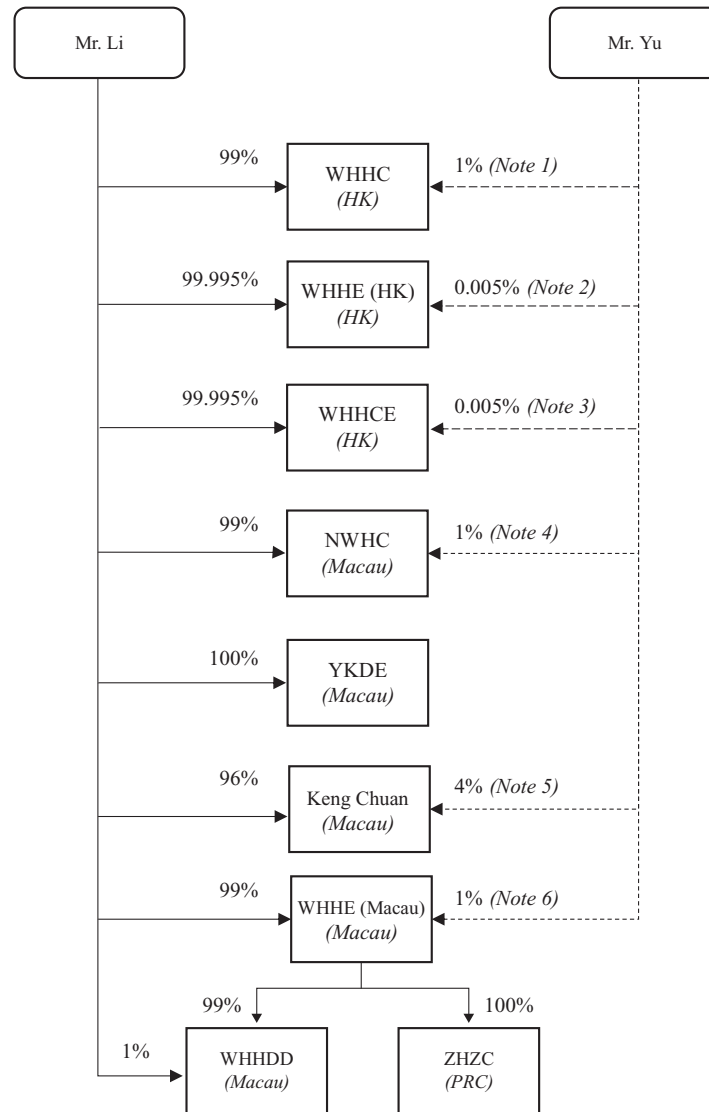 Mr. Li
Mr. Yu
99%
WHHC
(HK)
1% (Note 1)
99.995%
WHHE (HK)
(HK)
0.005% (Note 2)
99.995%
WHHCE
(HK)
0.005% (Note 3)
99%
NWHC
(Macau)
1% (Note 4)
100%
YKDE
(Macau)
96%
Keng Chuan
(Macau)
4% (Note 5)
99%
WHHE (Macau)
(Macau)
1% (Note 6)
99%
100%
1%
WHHDD
(Macau)
ZHZC
(PRC)